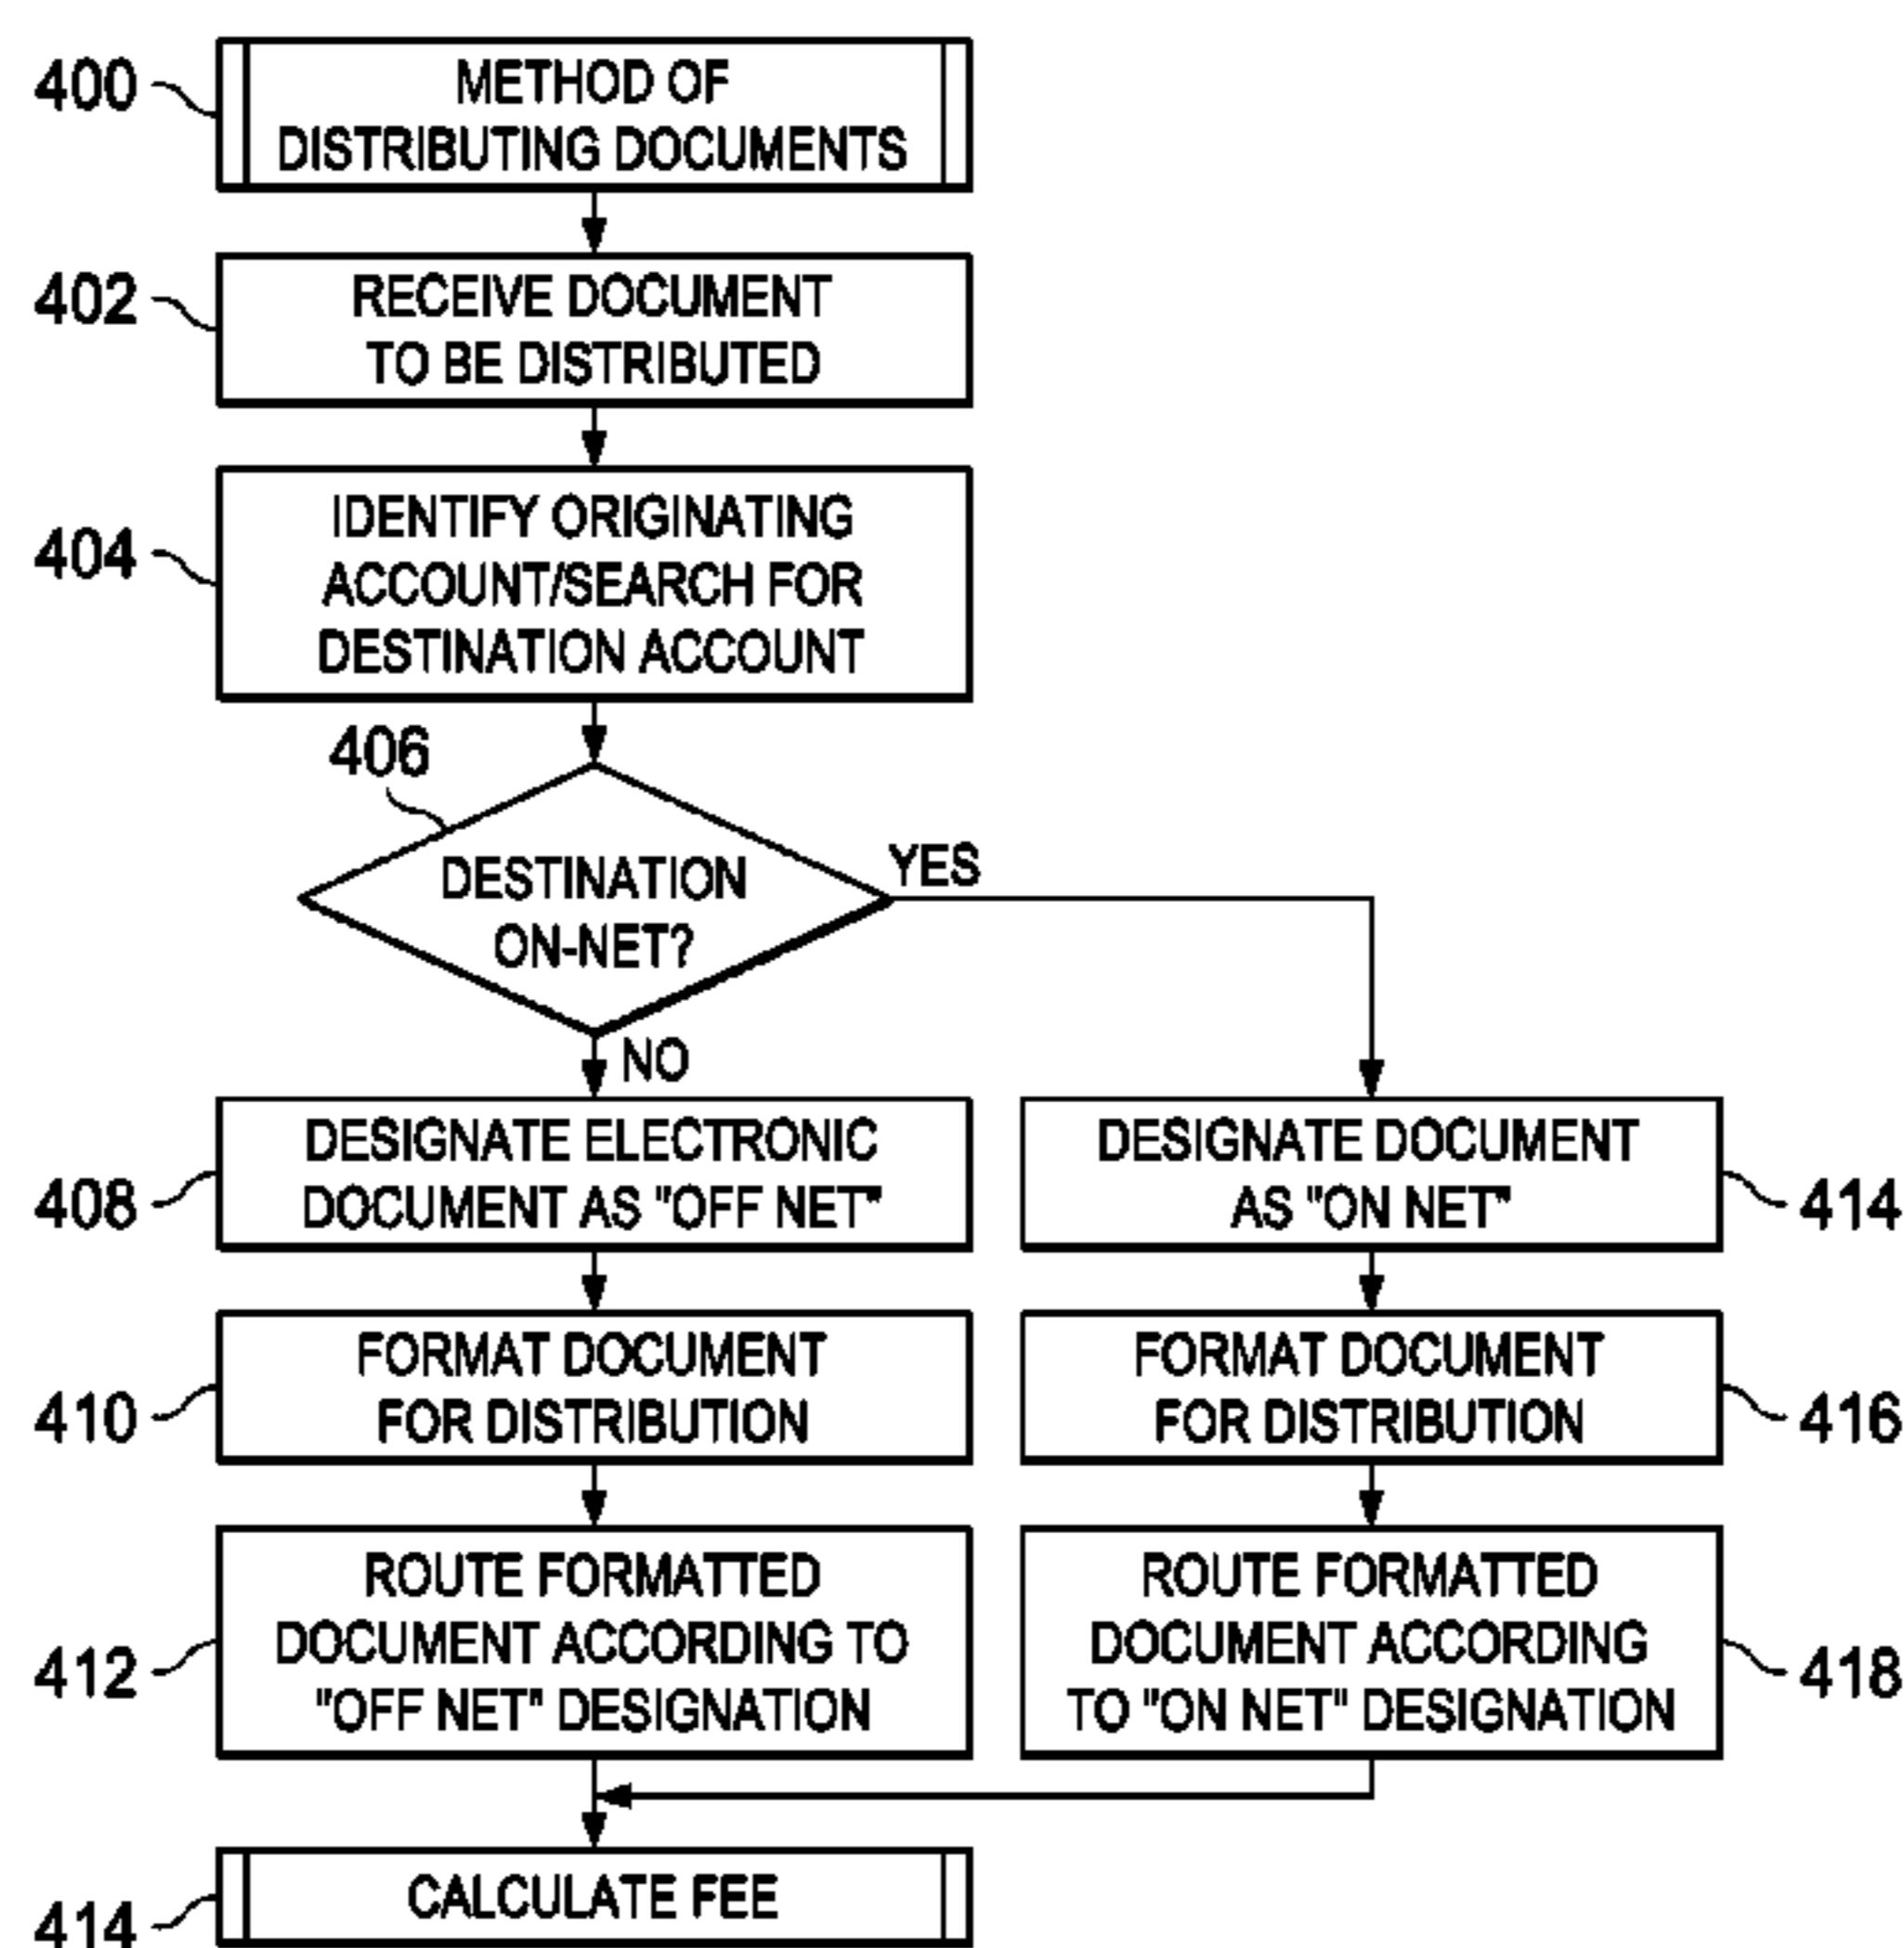 400
METHOD OF
DISTRIBUTING DOCUMENTS
402
RECEIVE DOCUMENT
TO BE DISTRIBUTED
404
IDENTIFY ORIGINATING
ACCOUNT/SEARCH FOR
DESTINATION ACCOUNT
406
DESTINATION
ON-NET?
YES
NO
408
DESIGNATE ELECTRONIC
DOCUMENT AS "OFF NET"
DESIGNATE DOCUMENT
AS "ON NET"
414
410
FORMAT DOCUMENT
FOR DISTRIBUTION
FORMAT DOCUMENT
FOR DISTRIBUTION
416
412
ROUTE FORMATTED
DOCUMENT ACCORDING TO
"OFF NET" DESIGNATION
ROUTE FORMATTED
DOCUMENT ACCORDING
TO "ON NET" DESIGNATION
418
414
CALCULATE FEE